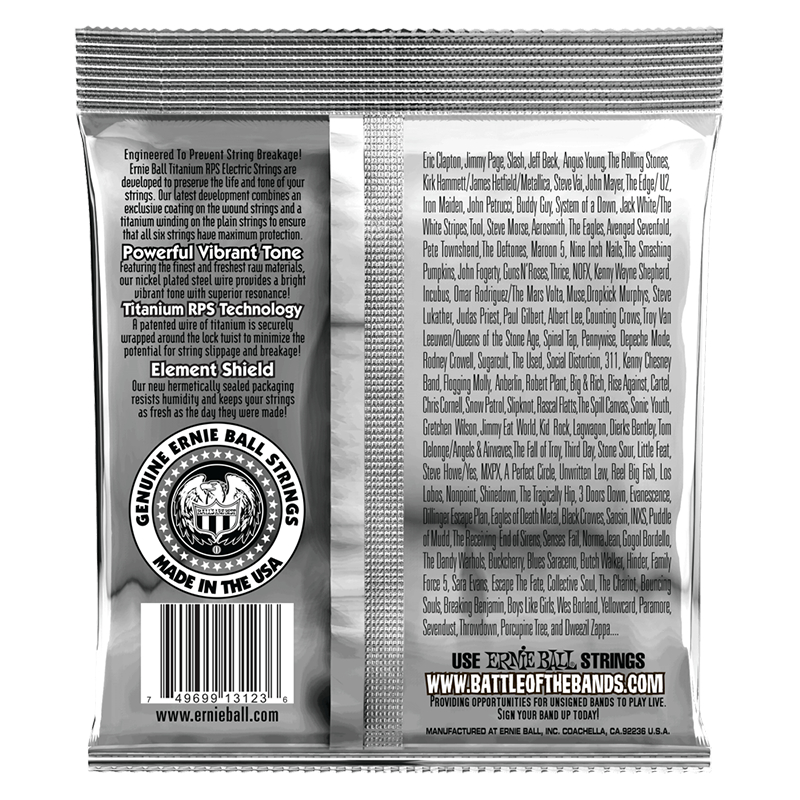 Engineered To Prevent String Breakage!
Ernie Ball Titanium RPS Electric Strings are
developed to preserve the life and tone of your
strings. Our latest development combines an
exclusive coating on the wound strings and a
titanium winding on the plain strings to ensure
that all six strings have maximum protection.
Powerful Vibrant Tone
Featuring the finest and freshest raw materials,
our nickel plated steel wire provides a bright
vibrant tone with superior resonance!
Titanium RPS Technology
A patented wire of titanium is securely
wrapped around the lock twist to minimize the
potential for string slippage and breakage!
Element Shield
Our new hermetically sealed packaging
resists humidity and keeps your strings
as fresh as the day they were made!
GENUINE ERNIE BALL STRINGS
MADE IN THE USA
7 49699 13123 6
www.ernieball.com
Eric Clapton, Jimmy Page, Slash, Jeff Beck, Angus Young, The Rolling Stones,
Kirk Hammett/James Hetfield/Metallica, Steve Vai, John Mayer, The Edge/ U2,
Iron Maiden, John Petrucci, Buddy Guy, System of a Down, Jack White/The
White Stripes, Tool, Steve Morse, Aerosmith, The Eagles, Avenged Sevenfold,
Pete Townshend, The Deftones, Maroon 5, Nine Inch Nails, The Smashing
Pumpkins, John Fogerty, Guns N'Roses, Thrice, NOFX, Kenny Wayne Shepherd,
Incubus, Omar Rodriguez/The Mars Volta, Muse, Dropkick Murphys, Steve
Lukather, Judas Priest, Paul Gilbert, Albert Lee, Counting Crows, Troy Van
Leeuwen/Queens of the Stone Age, Spinal Tap, Pennywise, Depeche Mode,
Rodney Crowell, Sugarcult, The Used, Social Distortion, 311, Kenny Chesney
Band, Flogging Molly, Anberlin, Robert Plant, Big & Rich, Rise Against, Cartel,
Chris Cornell, Snow Patrol, Slipknot, Rascal Flatts, The Spill Canvas, Sonic Youth,
Gretchen Wilson, Jimmy Eat World, Kid Rock, Lagwagon, Dierks Bentley, Tom
Delonge/Angels & Airwaves, The Fall of Troy, Third Day, Stone Sour, Little Feat,
Steve Howe/Yes, MXPX, A Perfect Circle, Unwritten Law, Reel Big Fish, Los
Lobos, Nonpoint, Shinedown, The Tragically Hip, 3 Doors Down, Evanescence,
Dillinger Escape Plan, Eagles of Death Metal, Black Crowes, Saosin, INXS, Puddle
of Mudd, The Receiving End of Sirens, Senses Fail, Norma Jean, Gogol Bordello,
The Dandy Warhols, Buckcherry, Blues Saraceno, Butch Walker, Hinder, Family
Force 5, Sara Evans, Escape The Fate, Collective Soul, The Chariot, Bouncing
Souls, Breaking Benjamin, Boys Like Girls, Wes Borland, Yellowcard, Paramore,
Sevendust, Throwdown, Porcupine Tree, and Dweezil Zappa....
USE ERNIE BALL STRINGS
WWW.BATTLEOFTHEBANDS.COM
PROVIDING OPPORTUNITIES FOR UNSIGNED BANDS TO PLAY LIVE.
SIGN YOUR BAND UP TODAY!
MANUFACTURED AT ERNIE BALL, INC. COACHELLA, CA. 92236 U.S.A.